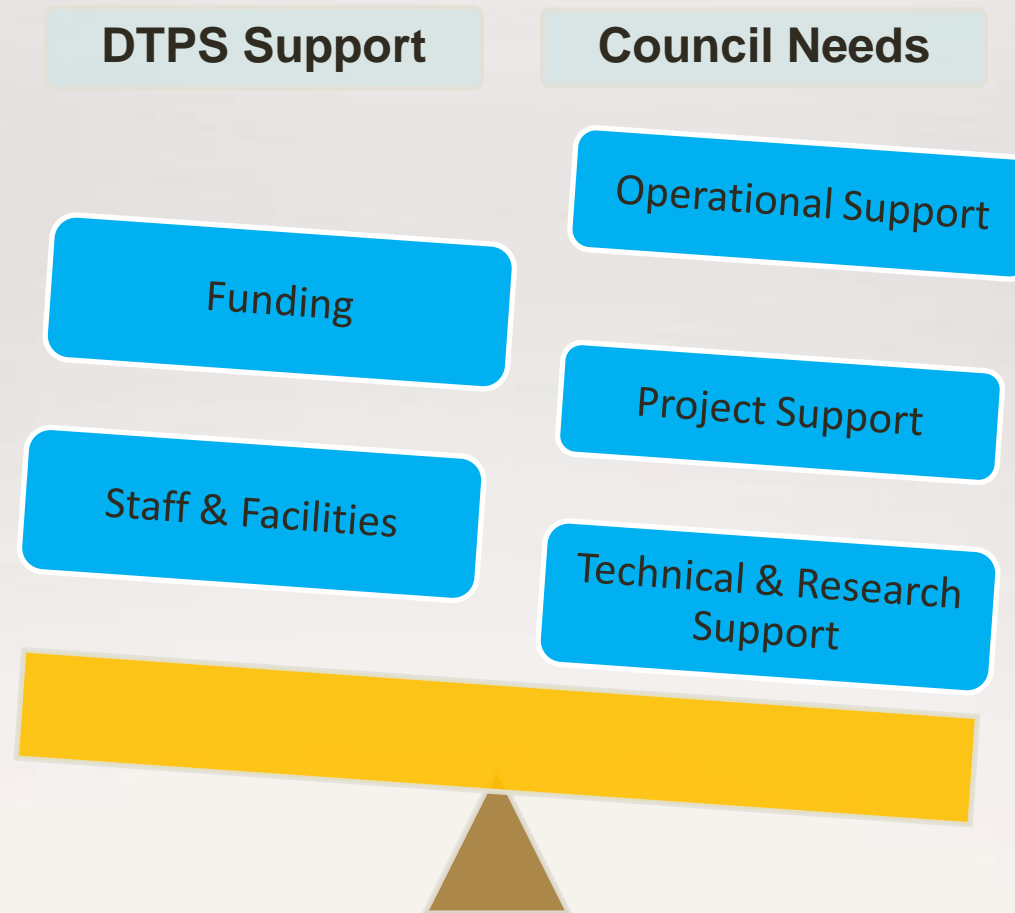 DTPS Support
Council Needs
Funding
Staff & Facilities
Operational Support
Project Support
Technical & Research
Support